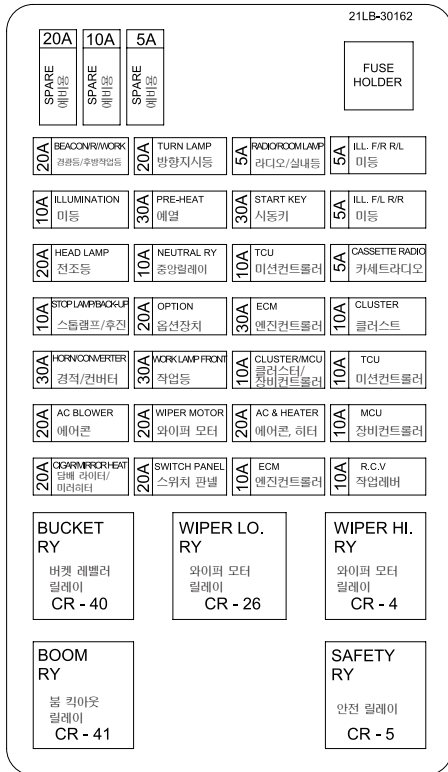 21LB-30162
20A
10A
5A
SPARE
예비용
SPARE
예비용
SPARE
예비용
FUSE
HOLDER
20A
BEACON/R/WORK
경광등/후방작업등
20A
TURN LAMP
방향지시등
5A
RADIO/ROOM LAMP
라디오/실내등
5A
ILL. F/R R/L
미등
10A
ILLUMINATION
미등
30A
PRE-HEAT
예열
30A
START KEY
시동키
5A
ILL. F/L R/R
미등
20A
HEAD LAMP
전조등
10A
NEUTRAL RY
중앙릴레이
10A
TCU
미션컨트롤러
5A
CASSETTE RADIO
카세트라디오
10A
STOP LAMP/BACK-UP
스톱램프/후진
20A
OPTION
옵션장치
30A
ECM
엔진컨트롤러
10A
CLUSTER
클러스트
30A
HORN/CONVERTER
경적/컨버터
30A
WORK LAMP FRONT
작업등
10A
CLUSTER/MCU
클러스터/
장비컨트롤러
10A
TCU
미션컨트롤러
20A
AC BLOWER
에어콘
20A
WIPER MOTOR
와이퍼 모터
20A
AC & HEATER
에어콘, 히터
10A
MCU
장비컨트롤러
20A
CIGAR/MIRROR HEAT
담배 라이터/
미러히터
20A
SWITCH PANEL
스위치 판넬
10A
ECM
엔진컨트롤러
10A
R.C.V
작업레버
BUCKET
RY
버켓 레벨러
릴레이
CR - 40
WIPER LO.
RY
와이퍼 모터
릴레이
CR - 26
WIPER HI.
RY
와이퍼 모터
릴레이
CR - 4
BOOM
RY
붐 킥아웃
릴레이
CR - 41
SAFETY
RY
안전 릴레이
CR - 5